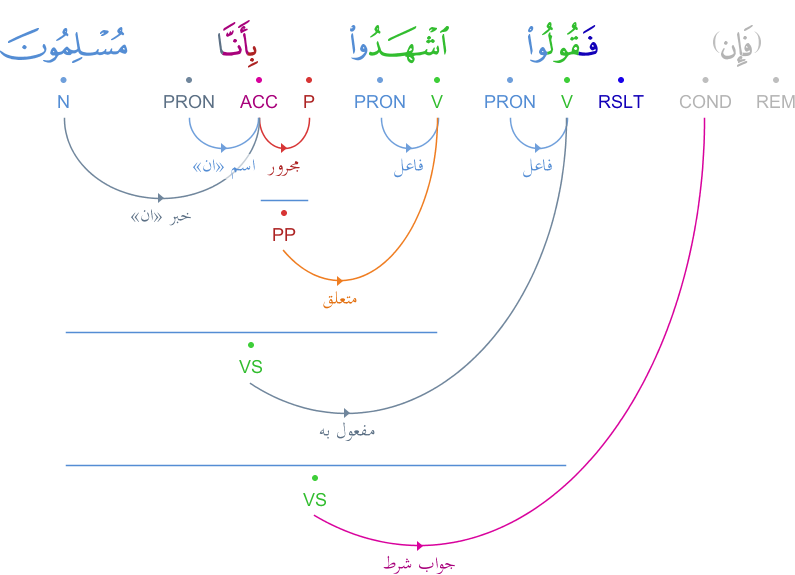 (فَإِن) فَقُولُوا۟ ٱشْهَدُوا۟ بِأَنَّا مُسْلِمُونَ
REM COND RSLT V PRON V PRON P ACC PRON N
فاعل فاعل مجرور اسم «ان»
خبر «ان»
PP
متعلق
VS
مفعول به
VS
جواب شرط